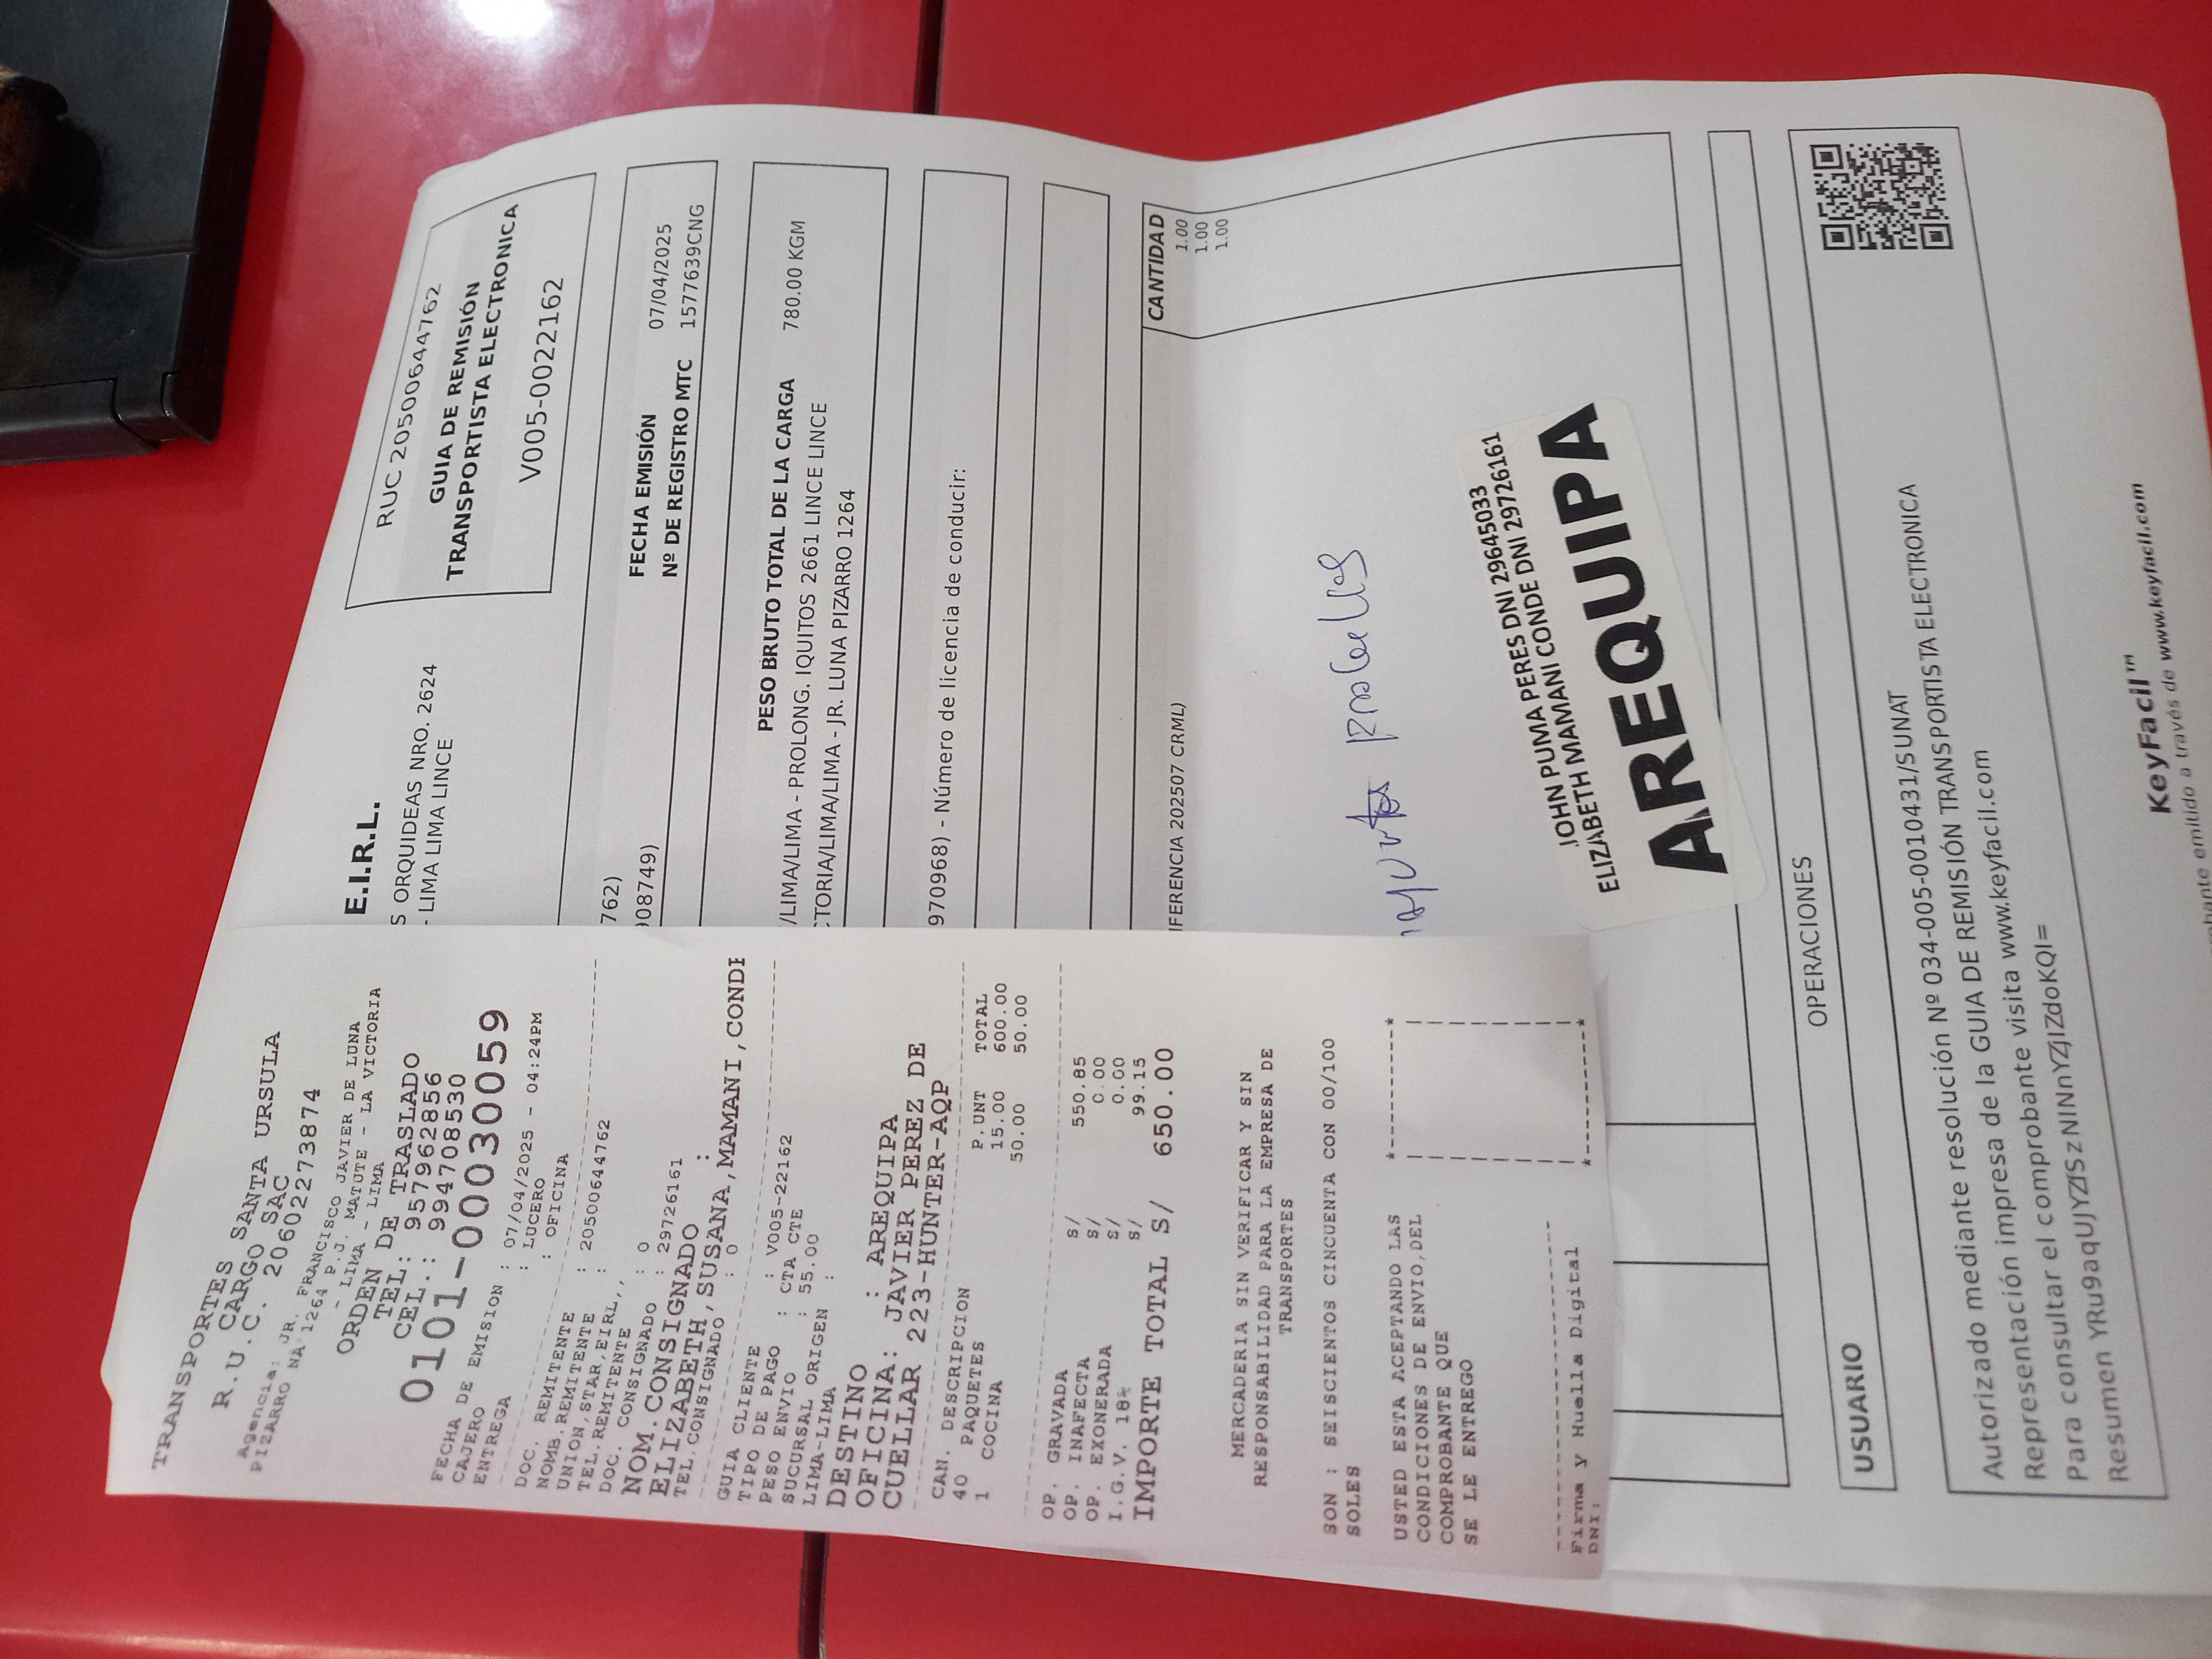 TRANSPORTES
CARGO SANTA URSULA
SAC
R.U.C. 20602273874
Agencia: JR. FRANCISCO JAVIER DE LUNA
PIZARRO NA 1264 P.J. MATUTE - LA VICTORIA
- LIMA - LIMA
ORDEN DE TRASLADO
TEL: 957962856
CEL.: 994708530
0101-00030059
FECHA DE EMISION : 07/04/2025 - 04:24PM
CAJERO : LUCERO
ENTREGA : OFICINA
DOC. REMITENTE : 20500644762
NOMB.REMITENTE :
UNION,STAR,EIRL,,
TEL.REMITENTE :
DOC. CONSIGNADO : 29726161
NOM.CONSIGNADO :
ELIZABETH,SUSANA,MAMANI,CONDE
TEL.CONSIGNADO : 0
GUIA CLIENTE : V005-22162
TIPO DE PAGO : CTA CTE
PESO ENVIO : 55.00
SUCURSAL ORIGEN :
LIMA-LIMA
DESTINO : AREQUIPA
OFICINA: JAVIER PEREZ DE
CUELLAR 223-HUNTER-AQP
CAN. DESCRIPCION P.UNT TOTAL
40 PAQUETES 15.00 600.00
1 COCINA 50.00 50.00
OP. GRAVADA S/ 550.85
OP. INAFECTA S/ 0.00
OP. EXONERADA S/ 0.00
I.G.V. 18% S/ 99.15
IMPORTE TOTAL S/ 650.00
MERCADERIA SIN VERIFICAR Y SIN
RESPONSABILIDAD PARA LA EMPRESA DE
TRANSPORTES
SON : SEISCIENTOS CINCUENTA CON 00/100
SOLES
USTED ESTA ACEPTANDO LAS
CONDICIONES DE ENVIO,DEL
COMPROBANTE QUE
SE LE ENTREGO
Firma y Huella Digital
DNI:
E.I.R.L.
S ORQUIDEAS NRO. 2624
- LIMA LIMA LINCE
RUC 20500644762
GUIA DE REMISIÓN
TRANSPORTISTA ELECTRONICA
V005-0022162
762)
908749)
FECHA EMISIÓN 07/04/2025
Nº DE REGISTRO MTC 1577639CNG
PESO BRUTO TOTAL DE LA CARGA 780.00 KGM
/LIMA/LIMA - PROLONG. IQUITOS 2661 LINCE LINCE
CTORIA/LIMA/LIMA - JR. LUNA PIZARRO 1264
970968) - Número de licencia de conducir:
CANTIDAD
IFERENCIA 202507 CRML) 1.00
1.00
1.00
JOHN PUMA PERES DNI 29645033
ELIZABETH MAMANI CONDE DNI 29726161
AREQUIPA
OPERACIONES
USUARIO
Autorizado mediante resolución Nº 034-005-0010431/SUNAT
Representación impresa de la GUIA DE REMISIÓN TRANSPORTISTA ELECTRONICA
Para consultar el comprobante visita www.keyfacil.com
KeyFacil™
emitido a través de www.keyfacil.com